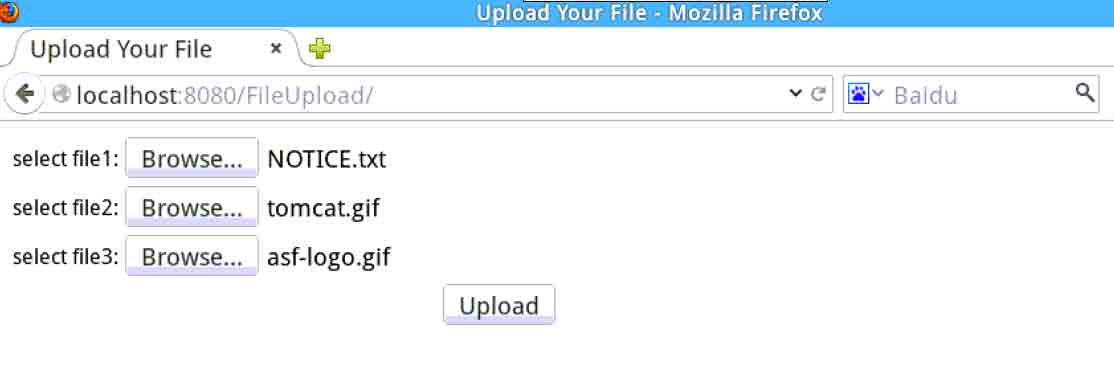 Upload Your File - Mozilla Firefox
Upload Your File
localhost:8080/FileUpload/ Baidu
select file1: Browse... NOTICE.txt
select file2: Browse... tomcat.gif
select file3: Browse... asf-logo.gif
Upload